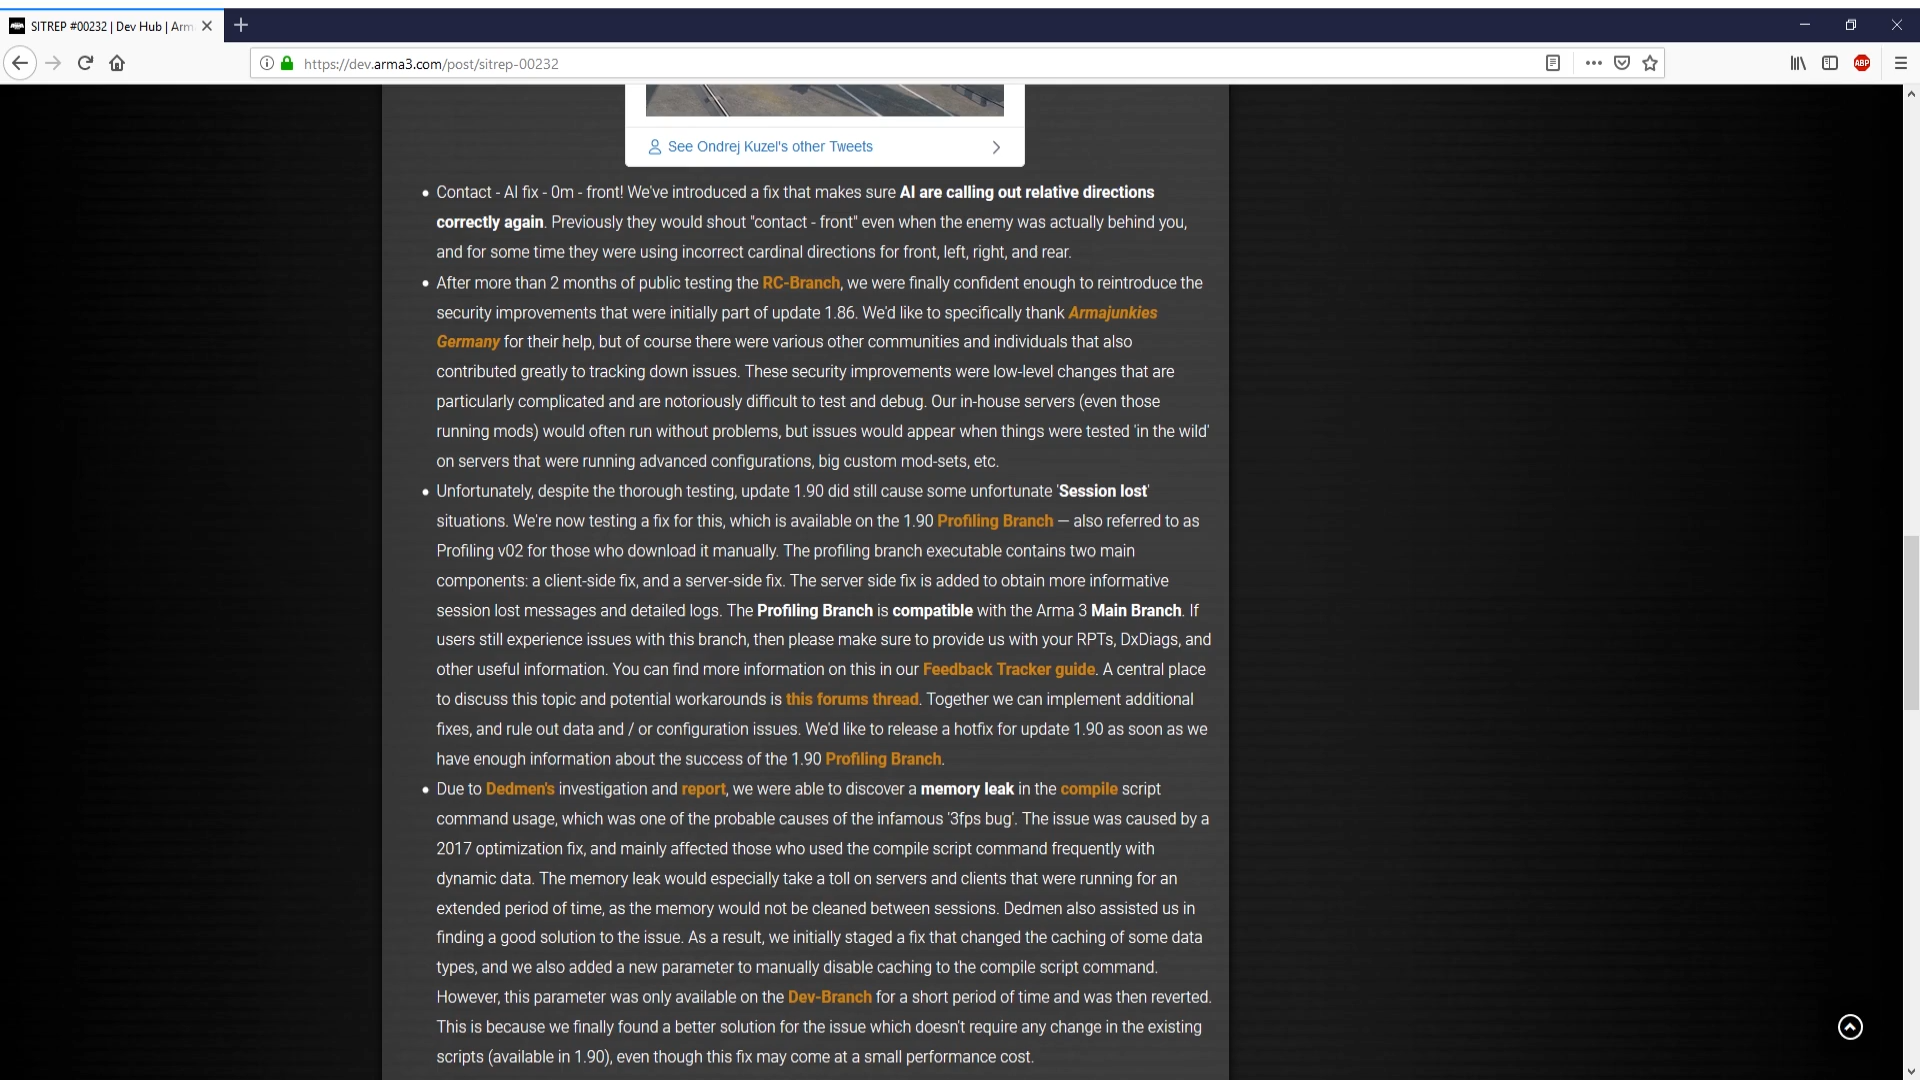 SITREP #00232 | Dev Hub | Arm
https://dev.arma3.com/post/sitrep-00232
ABP
See Ondrej Kuzel's other Tweets
Contact - AI fix - 0m - front! We've introduced a fix that makes sure AI are calling out relative directions
correctly again. Previously they would shout "contact - front" even when the enemy was actually behind you,
and for some time they were using incorrect cardinal directions for front, left, right, and rear.
After more than 2 months of public testing the RC-Branch, we were finally confident enough to reintroduce the
security improvements that were initially part of update 1.86. We'd like to specifically thank Armajunkies
Germany for their help, but of course there were various other communities and individuals that also
contributed greatly to tracking down issues. These security improvements were low-level changes that are
particularly complicated and are notoriously difficult to test and debug. Our in-house servers (even those
running mods) would often run without problems, but issues would appear when things were tested 'in the wild'
on servers that were running advanced configurations, big custom mod-sets, etc.
Unfortunately, despite the thorough testing, update 1.90 did still cause some unfortunate 'Session lost'
situations. We're now testing a fix for this, which is available on the 1.90 Profiling Branch — also referred to as
Profiling v02 for those who download it manually. The profiling branch executable contains two main
components: a client-side fix, and a server-side fix. The server side fix is added to obtain more informative
session lost messages and detailed logs. The Profiling Branch is compatible with the Arma 3 Main Branch. If
users still experience issues with this branch, then please make sure to provide us with your RPTs, DxDiags, and
other useful information. You can find more information on this in our Feedback Tracker guide. A central place
to discuss this topic and potential workarounds is this forums thread. Together we can implement additional
fixes, and rule out data and / or configuration issues. We'd like to release a hotfix for update 1.90 as soon as we
have enough information about the success of the 1.90 Profiling Branch.
Due to Dedmen's investigation and report, we were able to discover a memory leak in the compile script
command usage, which was one of the probable causes of the infamous '3fps bug'. The issue was caused by a
2017 optimization fix, and mainly affected those who used the compile script command frequently with
dynamic data. The memory leak would especially take a toll on servers and clients that were running for an
extended period of time, as the memory would not be cleaned between sessions. Dedmen also assisted us in
finding a good solution to the issue. As a result, we initially staged a fix that changed the caching of some data
types, and we also added a new parameter to manually disable caching to the compile script command.
However, this parameter was only available on the Dev-Branch for a short period of time and was then reverted.
This is because we finally found a better solution for the issue which doesn't require any change in the existing
scripts (available in 1.90), even though this fix may come at a small performance cost.